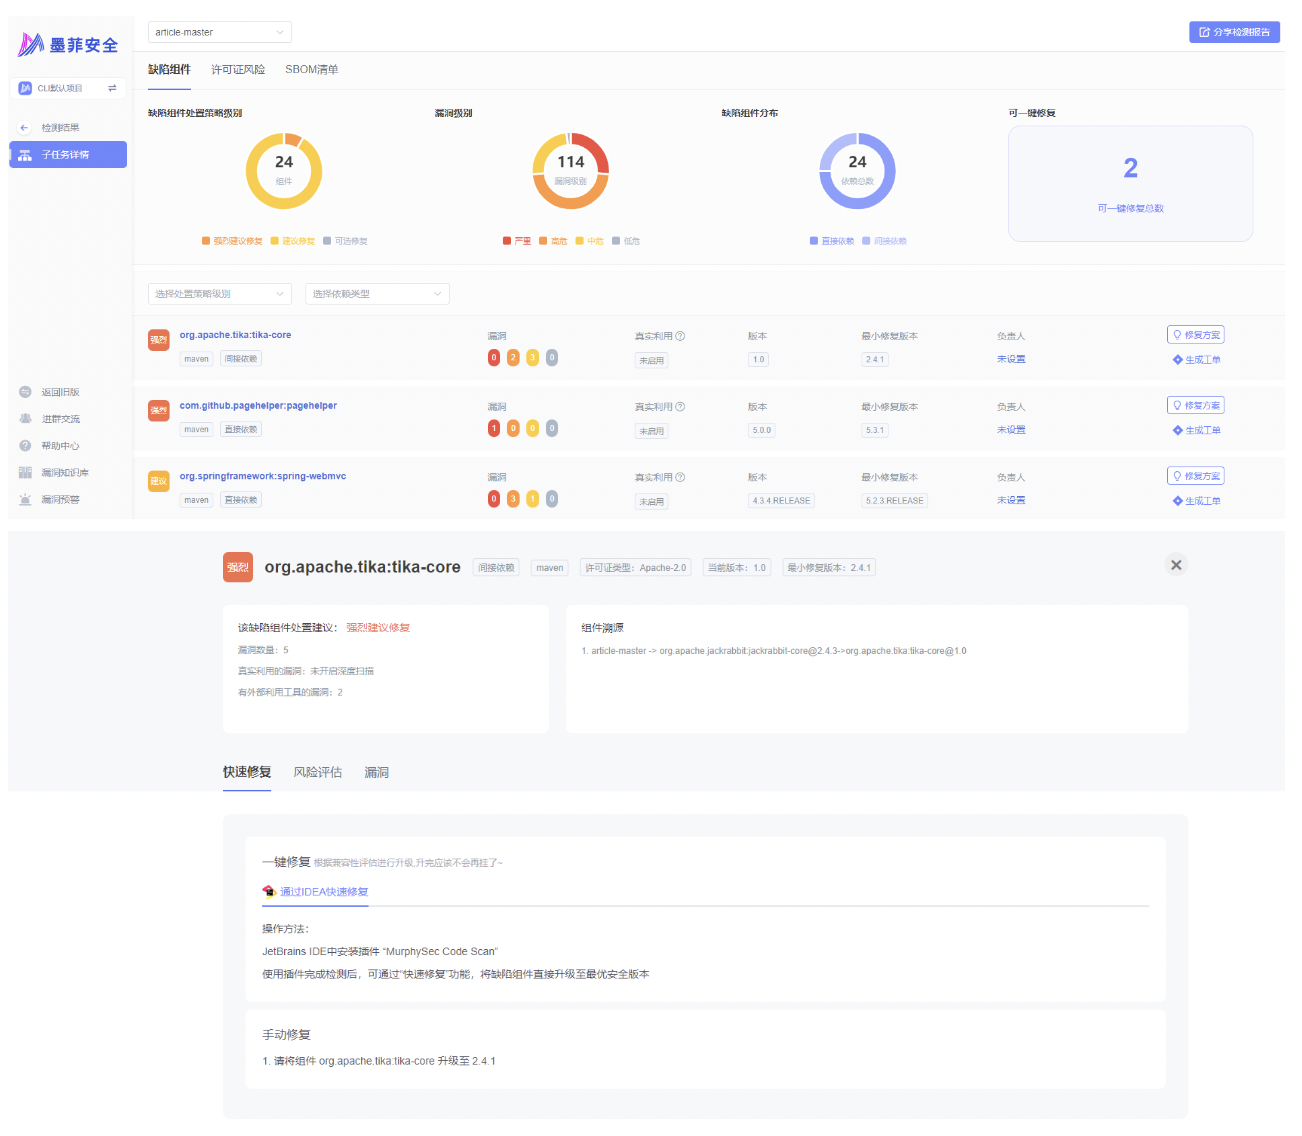 墨菲安全
article-master
分享检测报告
CLI默认项目
检测结果
子任务详情
返回旧版
进群交流
帮助中心
漏洞知识库
漏洞预警
缺陷组件 许可证风险 SBOM清单
缺陷组件处置策略级别
24
组件
强烈建议修复 建议修复 可选修复
漏洞级别
114
漏洞级别
严重 高危 中危 低危
缺陷组件分布
24
依赖总数
直接依赖 间接依赖
可一键修复
2
可一键修复总数
选择处置策略级别 选择依赖类型
强烈 org.apache.tika:tika-core 漏洞 真实利用 版本 最小修复版本 负责人 修复方案
maven 间接依赖 0 2 3 0 未启用 1.0 2.4.1 未设置 生成工单
强烈 com.github.pagehelper:pagehelper 漏洞 真实利用 版本 最小修复版本 负责人 修复方案
maven 直接依赖 1 0 0 0 未启用 5.0.0 5.3.1 未设置 生成工单
建议 org.springframework:spring-webmvc 漏洞 真实利用 版本 最小修复版本 负责人 修复方案
maven 直接依赖 0 3 1 0 未启用 4.3.4.RELEASE 5.2.3.RELEASE 未设置 生成工单
强烈 org.apache.tika:tika-core 间接依赖 maven 许可证类型：Apache-2.0 当前版本：1.0 最小修复版本：2.4.1
该缺陷组件处置建议： 强烈建议修复
漏洞数量：5
真实利用的漏洞：未开启深度扫描
有外部利用工具的漏洞：2
组件溯源
1. article-master -> org.apache.jackrabbit:jackrabbit-core@2.4.3->org.apache.tika:tika-core@1.0
快速修复 风险评估 漏洞
一键修复 根据兼容性评估进行升级,升完应该不会再挂了~
通过IDEA快速修复
操作方法：
JetBrains IDE中安装插件 “MurphySec Code Scan”
使用插件完成检测后，可通过“快速修复”功能，将缺陷组件直接升级至最优安全版本
手动修复
1. 请将组件 org.apache.tika:tika-core 升级至 2.4.1